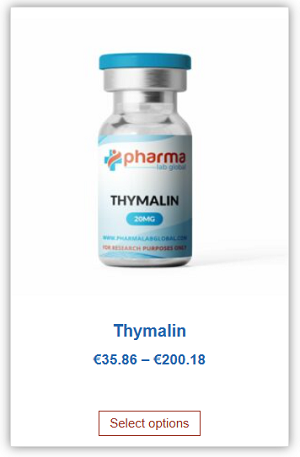 pharma
lab global
THYMALIN
20MG
WWW.PHARMALABGLOBAL.COM
FOR RESEARCH PURPOSES ONLY
Thymalin
€35.86 – €200.18
Select options